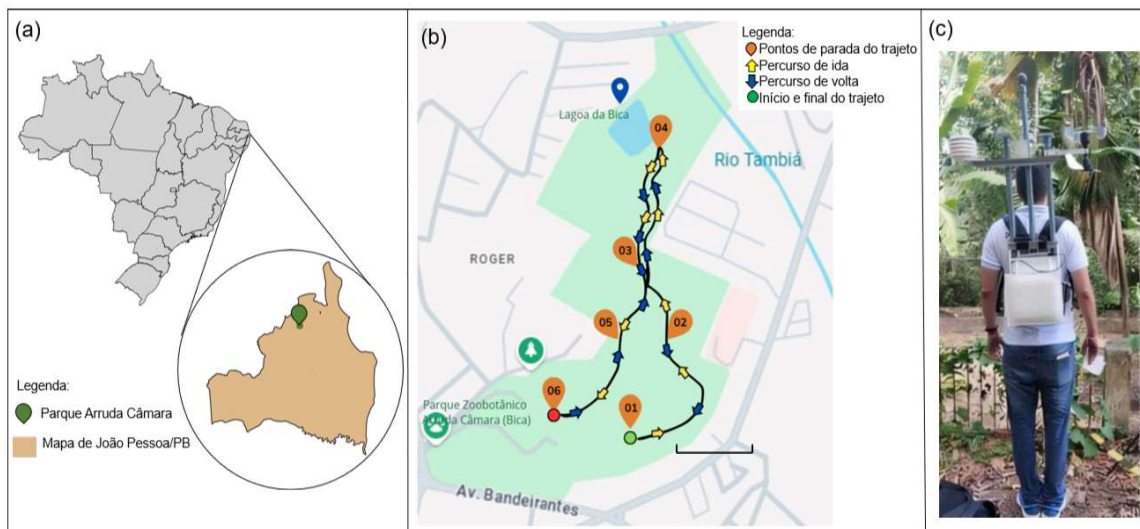 (a)
Legenda:
Parque Arruda Câmara
Mapa de João Pessoa/PB
(b)
Legenda:
Pontos de parada do trajeto
Percurso de ida
Percurso de volta
Início e final do trajeto
Lagoa da Bica
04
Rio Tambiá
ROGER
03
05
02
06
01
Parque Zoobotânico
Arruda Câmara (Bica)
Av. Bandeirantes
(c)